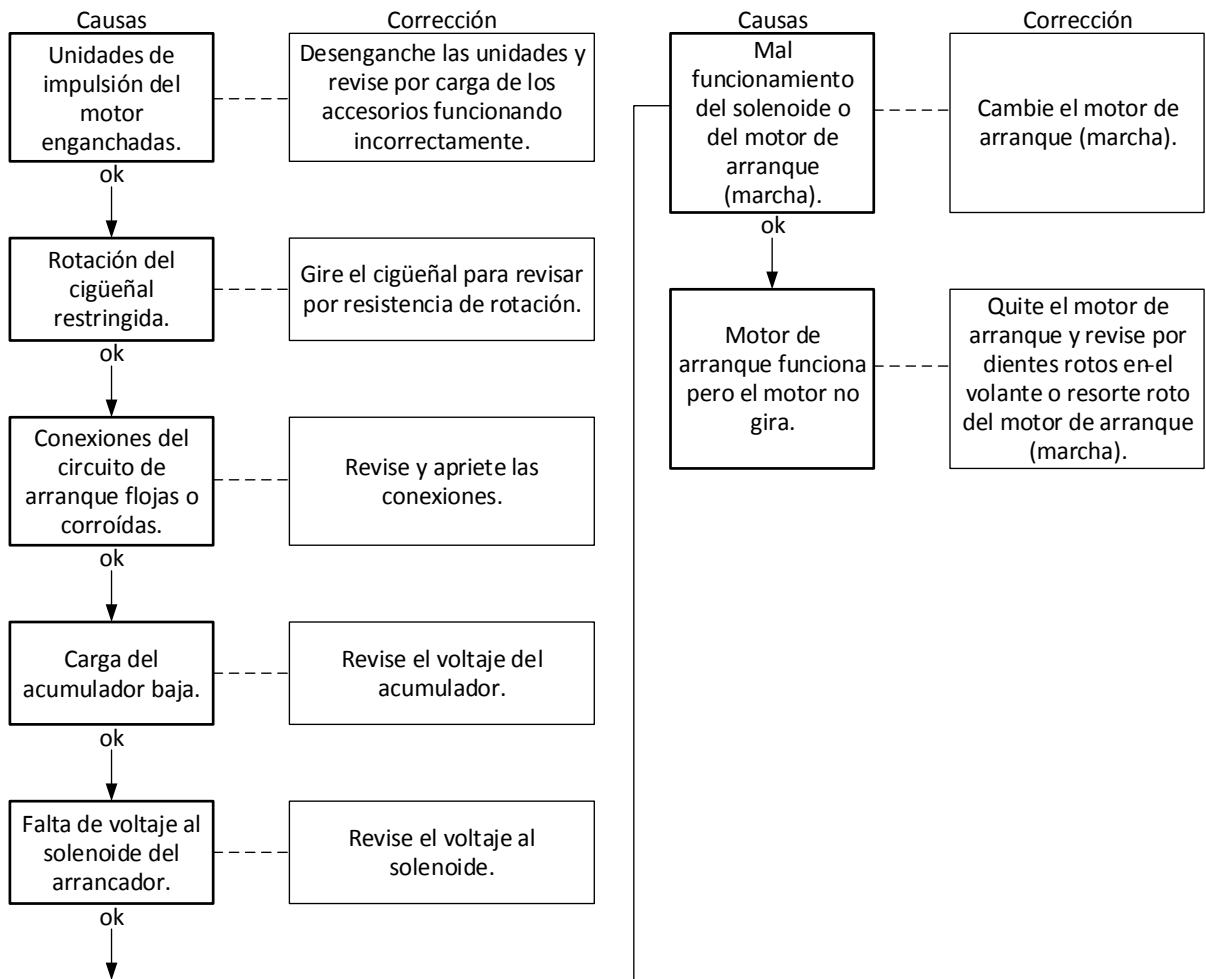 Causas
Corrección
Unidades de
impulsión del
motor
enganchadas.
Desenganche las unidades y
revise por carga de los
accesorios funcionando
incorrectamente.
ok
Rotación del
cigüeñal
restringida.
Gire el cigüeñal para revisar
por resistencia de rotación.
ok
Conexiones del
circuito de
arranque flojas o
corroídas.
Revise y apriete las
conexiones.
ok
Carga del
acumulador baja.
Revise el voltaje del
acumulador.
ok
Falta de voltaje al
solenoide del
arrancador.
Revise el voltaje al
solenoide.
ok
Causas
Corrección
Mal
funcionamiento
del solenoide o
del motor de
arranque
(marcha).
Cambie el motor de
arranque (marcha).
ok
Motor de
arranque funciona
pero el motor no
gira.
Quite el motor de
arranque y revise por
dientes rotos en-el
volante o resorte roto
del motor de arranque
(marcha).